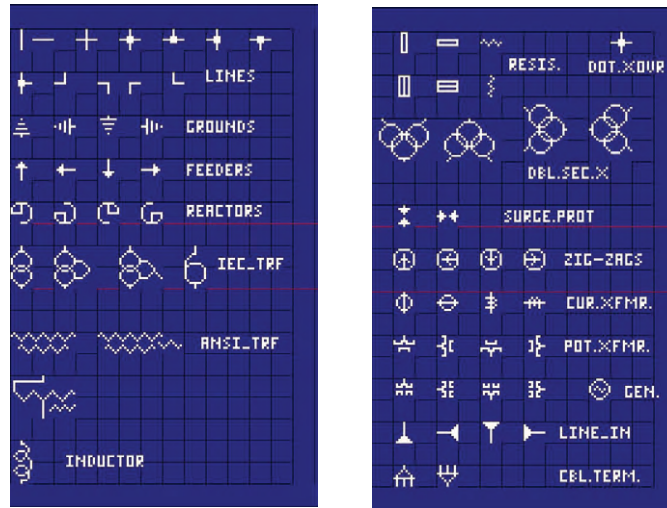 LINES
GROUNDS
FEEDERS
REACTORS
IEC_TRF
ANSI_TRF
INDUCTOR
RESIS.
DOT.XOVR
DBL.SEC.X
SURGE.PROT
ZIG-ZAGS
CUR.XFMR.
POT.XFMR.
GEN.
LINE_IN
CBL.TERM.